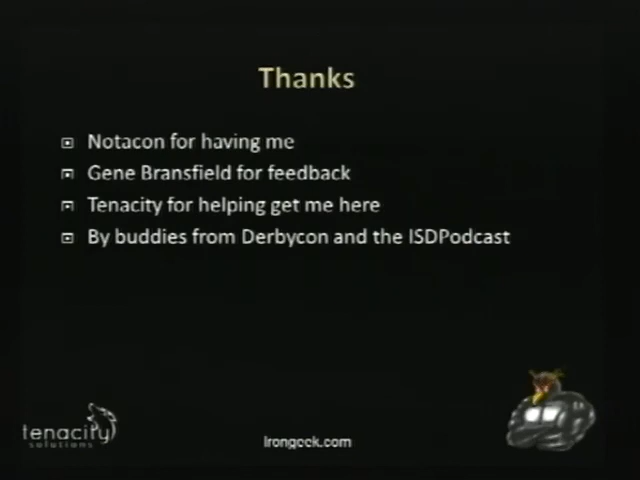 Thanks
Notacon for having me
Gene Bransfield for feedback
Tenacity for helping get me here
By buddies from Derbycon and the ISDPodcast
tenacity
solutions
Irongeek.com